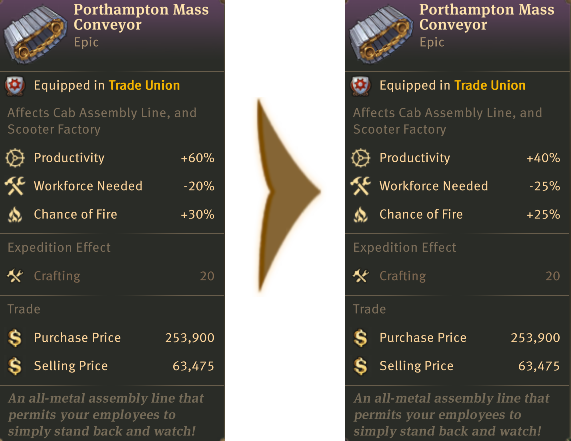 Porthampton Mass
Conveyor
Epic
Equipped in Trade Union
Affects Cab Assembly Line, and
Scooter Factory
Productivity +60%
Workforce Needed -20%
Chance of Fire +30%
Expedition Effect
Crafting 20
Trade
Purchase Price 253,900
Selling Price 63,475
An all-metal assembly line that
permits your employees to
simply stand back and watch!
Porthampton Mass
Conveyor
Epic
Equipped in Trade Union
Affects Cab Assembly Line, and
Scooter Factory
Productivity +40%
Workforce Needed -25%
Chance of Fire +25%
Expedition Effect
Crafting 20
Trade
Purchase Price 253,900
Selling Price 63,475
An all-metal assembly line that
permits your employees to
simply stand back and watch!